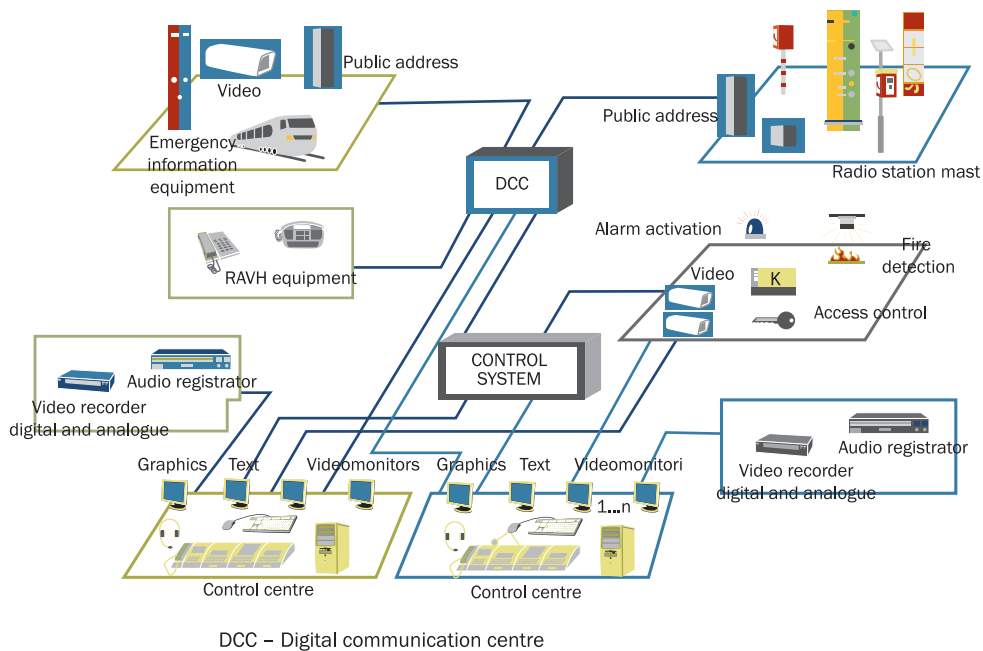 Public address
Video
Emergency
information
equipment
Public address
Radio station mast
DCC
RAVH equipment
Alarm activation
Fire
detection
Video
K
Access control
CONTROL
SYSTEM
Audio registrator
Video recorder
digital and analogue
Audio registrator
Video recorder
digital and analogue
Graphics Text Videomonitors
Graphics Text Videomonitori
1...n
Control centre
Control centre
DCC – Digital communication centre